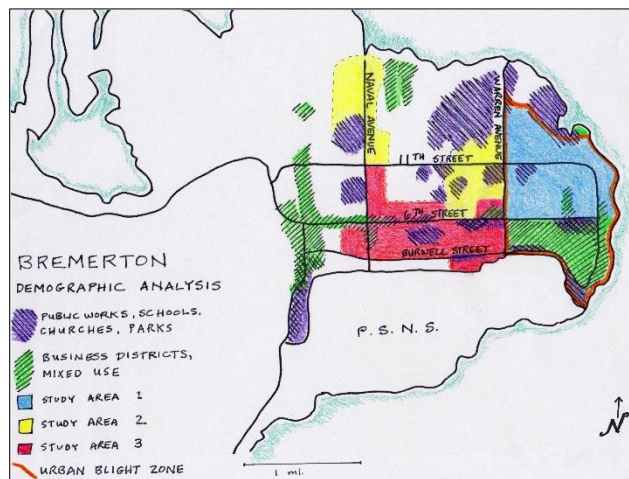 NAVAL AVENUE
WARREN AVENUE
11TH STREET
6TH STREET
BURWELL STREET
P.S.N.S.
BREMERTON
DEMOGRAPHIC ANALYSIS
PUBLIC WORKS, SCHOOLS,
CHURCHES, PARKS
BUSINESS DISTRICTS,
MIXED USE
STUDY AREA 1
STUDY AREA 2
STUDY AREA 3
URBAN BLIGHT ZONE
1 mi.
N